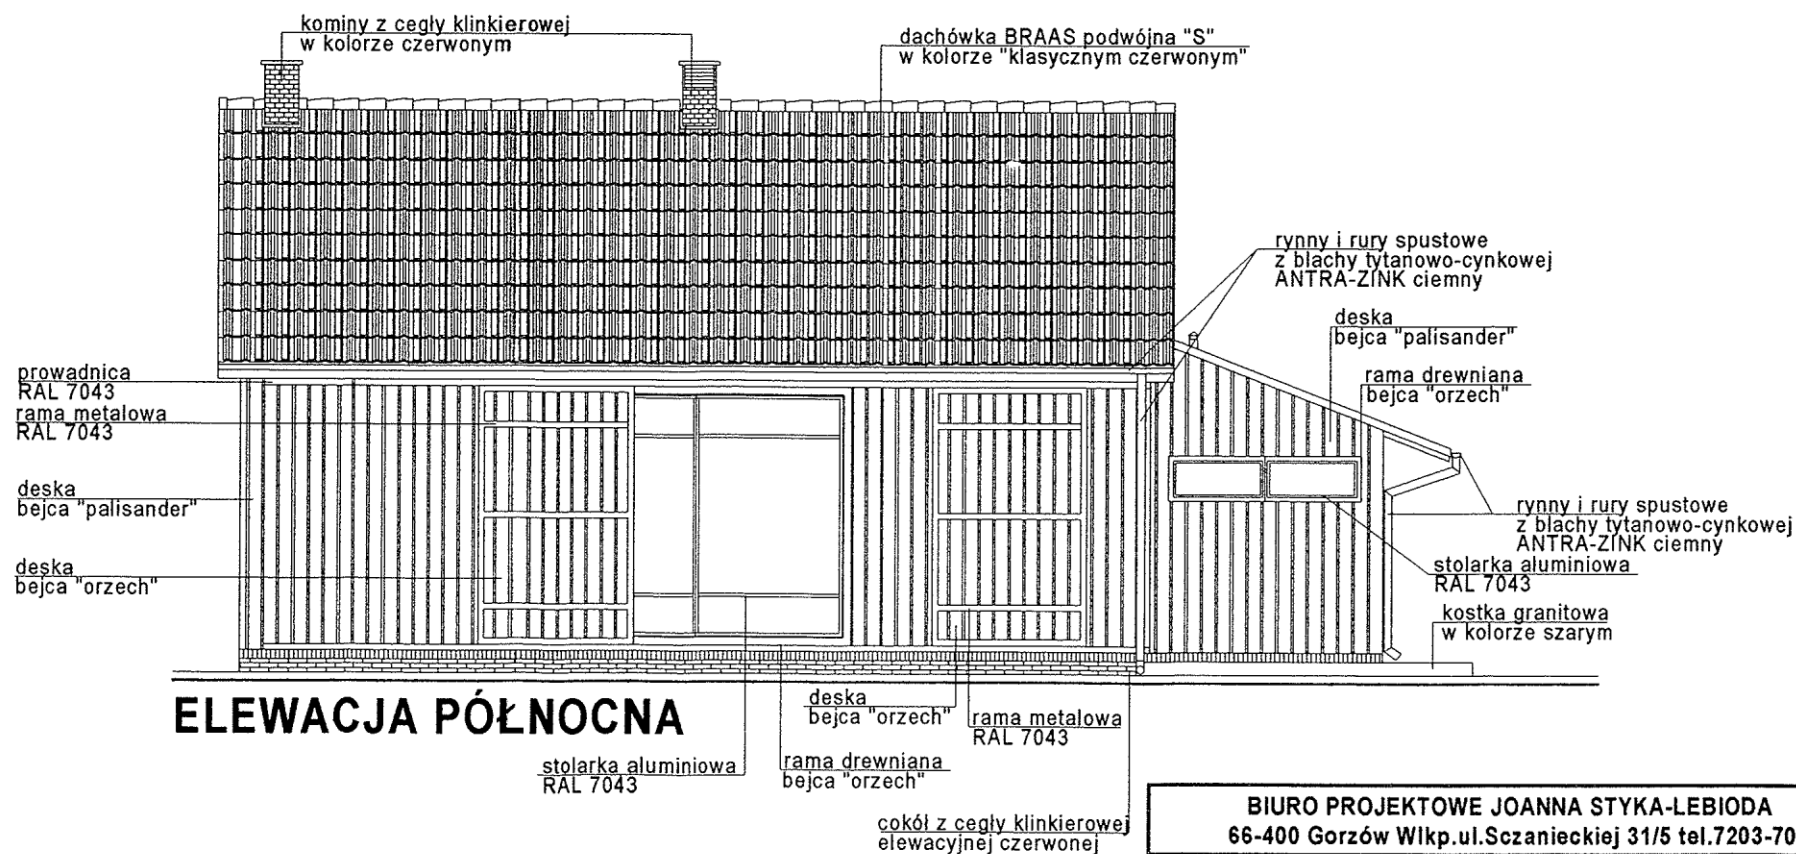 kominy z cegły klinkierowej
w kolorze czerwonym
dachówka BRAAS podwójna "S"
w kolorze "klasycznym czerwonym"
rynny i rury spustowe
z blachy tytanowo-cynkowej
ANTRA-ZINK ciemny
deska
bejca "palisander"
rama drewniana
bejca "orzech"
prowadnica
RAL 7043
rama metalowa
RAL 7043
deska
bejca "palisander"
deska
bejca "orzech"
rynny i rury spustowe
z blachy tytanowo-cynkowej
ANTRA-ZINK ciemny
stolarka aluminiowa
RAL 7043
kostka granitowa
w kolorze szarym
ELEWACJA PÓŁNOCNA
deska
bejca "orzech"
rama metalowa
RAL 7043
stolarka aluminiowa
RAL 7043
rama drewniana
bejca "orzech"
cokół z cegły klinkierowej
elewacyjnej czerwonej
BIURO PROJEKTOWE JOANNA STYKA-LEBIODA
66-400 Gorzów Wlkp.ul.Sczanieckiej 31/5 tel.7203-70